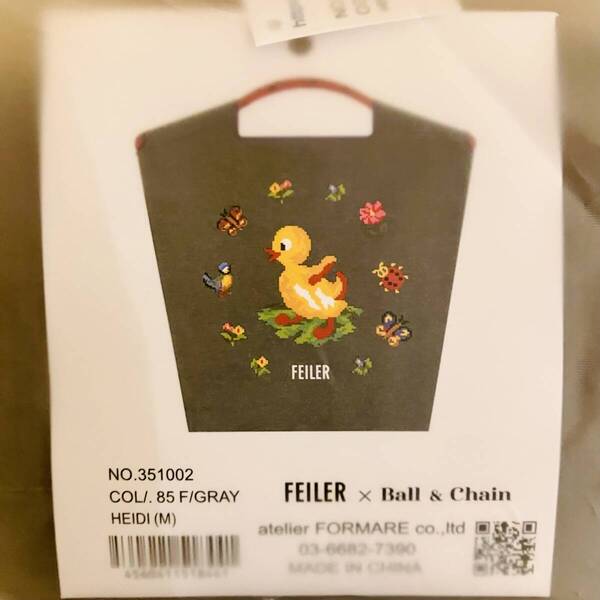 FEILER
NO.351002
COL/. 85 F/GRAY
HEIDI (M)
FEILER × Ball & Chain
atelier FORMARE co.,ltd
03-6682-7390
MADE IN CHINA